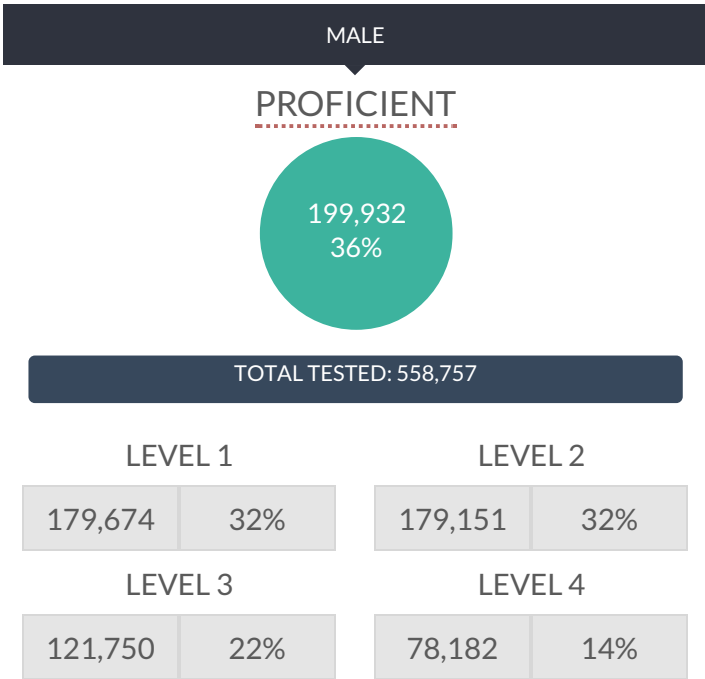 MALE
PROFICIENT
199,932
36%
TOTAL TESTED: 558,757
LEVEL 1
179,674 32%
LEVEL 2
179,151 32%
LEVEL 3
121,750 22%
LEVEL 4
78,182 14%